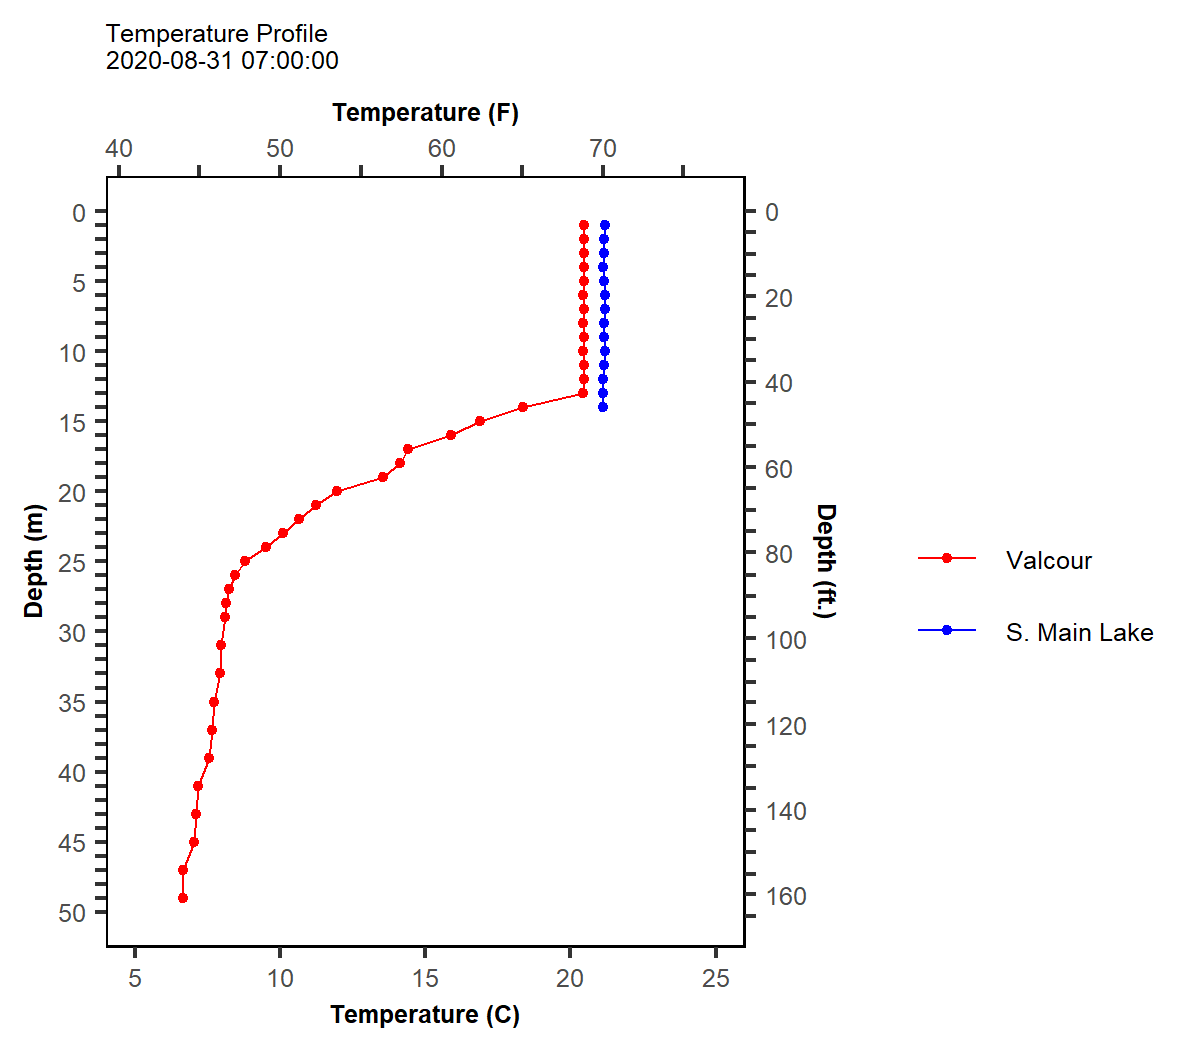 Temperature Profile
2020-08-31 07:00:00
Temperature (F)
40 50 60 70
0 0
5 20
10 40
15 60
20 80
25 100
30 120
35 140
40 160
45
50
Depth (m)
Depth (ft.)
Valcour
S. Main Lake
5 10 15 20 25
Temperature (C)